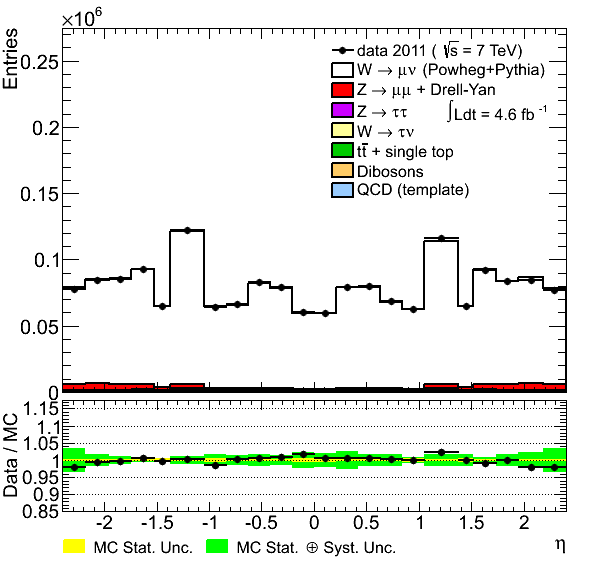 ×10⁶
Entries
0.25
0.2
0.15
0.1
0.05
0
data 2011 ( √s = 7 TeV)
W → μν (Powheg+Pythia)
Z → μμ + Drell-Yan
Z → ττ
∫Ldt = 4.6 fb⁻¹
W → τν
tt̄ + single top
Dibosons
QCD (template)
Data / MC
1.15
1.1
1.05
1
0.95
0.9
0.85
-2 -1.5 -1 -0.5 0 0.5 1 1.5 2
MC Stat. Unc. MC Stat. ⊕ Syst. Unc. η